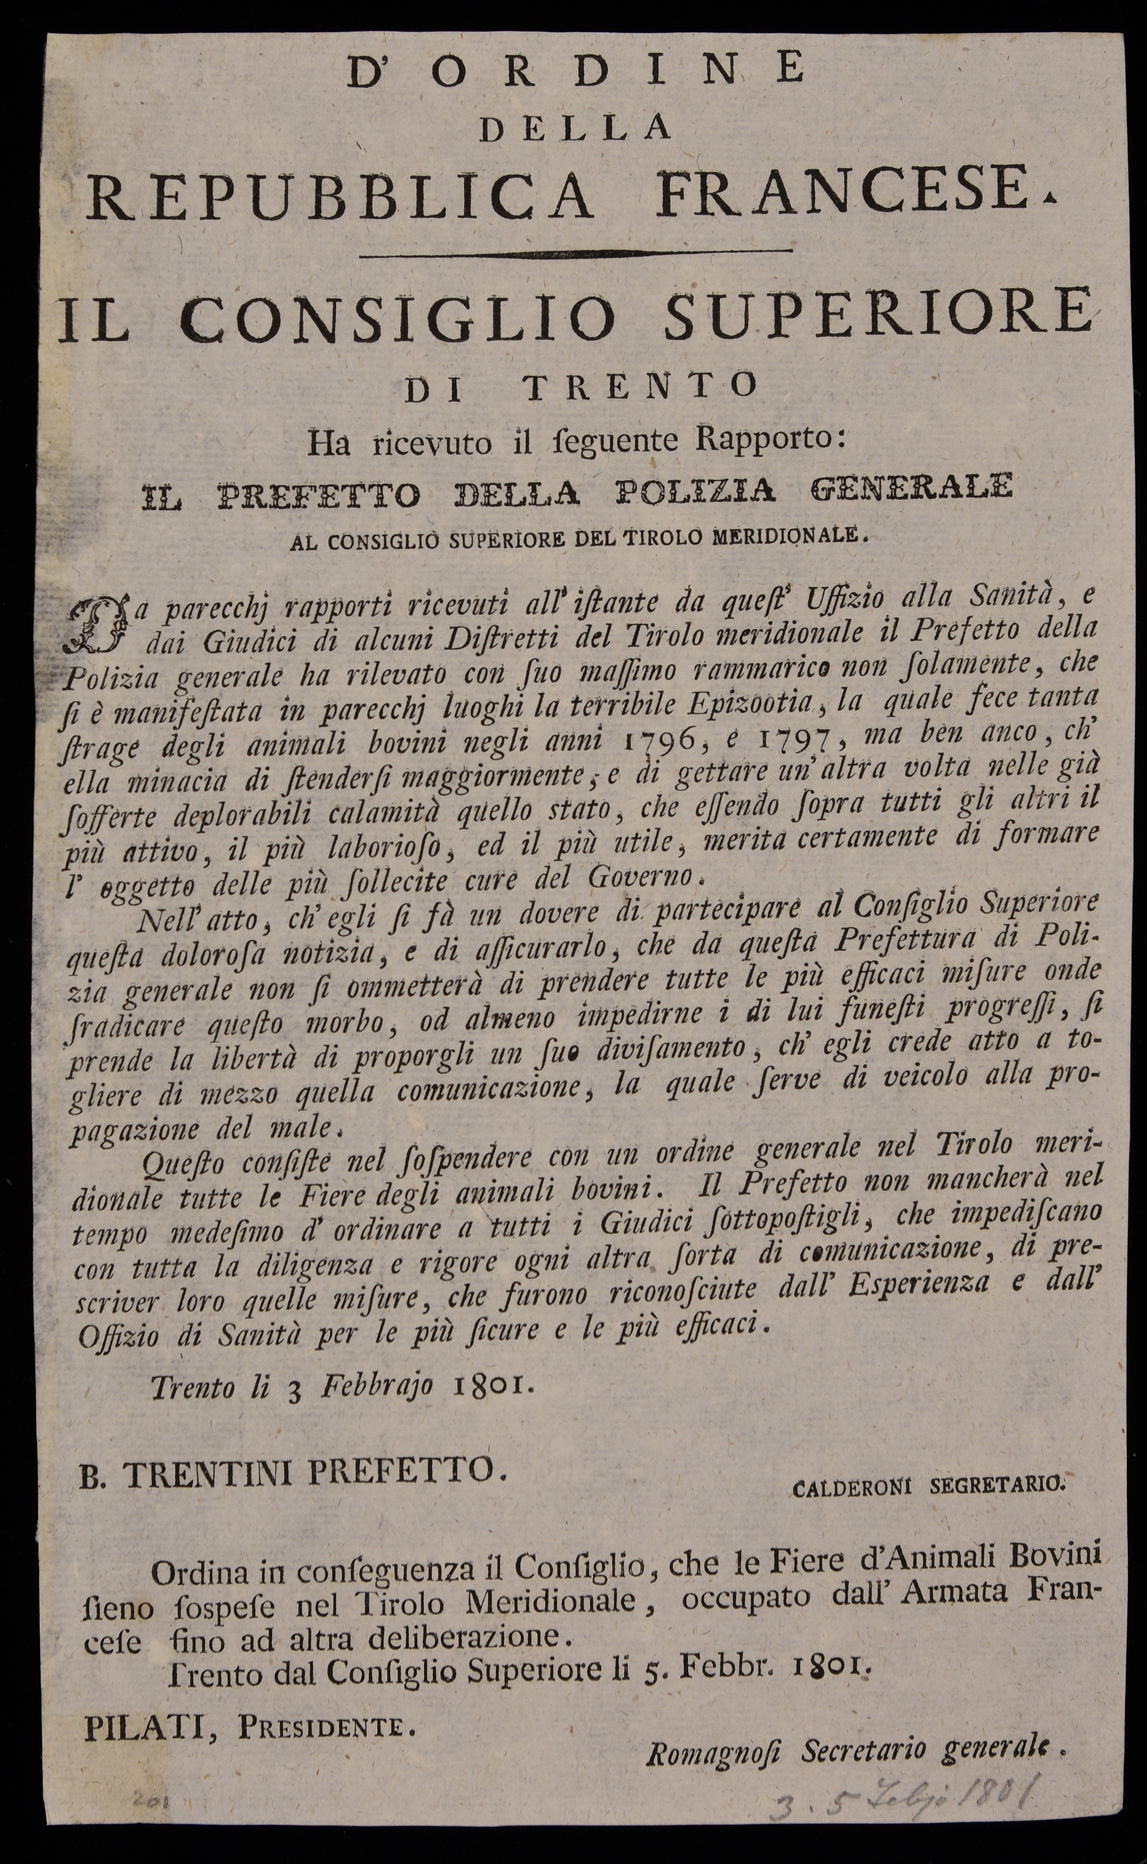 D' ORDINE
DELLA
REPUBBLICA FRANCESE.
IL CONSIGLIO SUPERIORE
DI TRENTO
Ha ricevuto il ſeguente Rapporto:
IL PREFETTO DELLA POLIZIA GENERALE
AL CONSIGLIO SUPERIORE DEL TIROLO MERIDIONALE.
Da parecchj rapporti ricevuti all' iſtante da queſt' Uffizio alla Sanità, e
dai Giudici di alcuni Diſtretti del Tirolo meridionale il Prefetto della
Polizia generale ha rilevato con ſuo maſſimo rammarico non ſolamente, che
ſi è manifeſtata in parecchj luoghi la terribile Epizootia, la quale fece tanta
ſtrage degli animali bovini negli anni 1796, e 1797, ma ben anco, ch'
ella minacia di ſtenderſi maggiormente, e di gettare un' altra volta nelle già
ſofferte deplorabili calamità quello stato, che eſſendo ſopra tutti gli altri il
più attivo, il più laborioſo, ed il più utile, merita certamente di formare
l' oggetto delle più ſollecite cure del Governo.
Nell' atto, ch' egli ſi fà un dovere di partecipare al Conſiglio Superiore
queſta doloroſa notizia, e di aſſicurarlo, che da queſta Prefettura di Poli-
zia generale non ſi ommetterà di prendere tutte le più efficaci miſure onde
ſradicare queſto morbo, od almeno impedirne i di lui funeſti progreſſi, ſi
prende la libertà di proporgli un ſuo diviſamento, ch' egli crede atto a to-
gliere di mezzo quella comunicazione, la quale ſerve di veicolo alla pro-
pagazione del male.
Queſto conſiſte nel ſoſpendere con un ordine generale nel Tirolo meri-
dionale tutte le Fiere degli animali bovini. Il Prefetto non mancherà nel
tempo medeſimo d' ordinare a tutti i Giudici ſottopoſtigli, che impediſcano
con tutta la diligenza e rigore ogni altra ſorta di comunicazione, di pre-
scriver loro quelle miſure, che furono riconoſciute dall' Esperienza e dall'
Offizio di Sanità per le più ſicure e le più efficaci.
Trento li 3 Febbrajo 1801.
B. TRENTINI PREFETTO.
CALDERONI SEGRETARIO.
Ordina in conſeguenza il Conſiglio, che le Fiere d'Animali Bovini
ſieno ſospeſe nel Tirolo Meridionale, occupato dall' Armata Fran-
ceſe fino ad altra deliberazione.
Trento dal Conſiglio Superiore li 5. Febbr. 1801.
PILATI, PRESIDENTE.
Romagnoſi Secretario generale.
201
3. 5 Febjo 1801